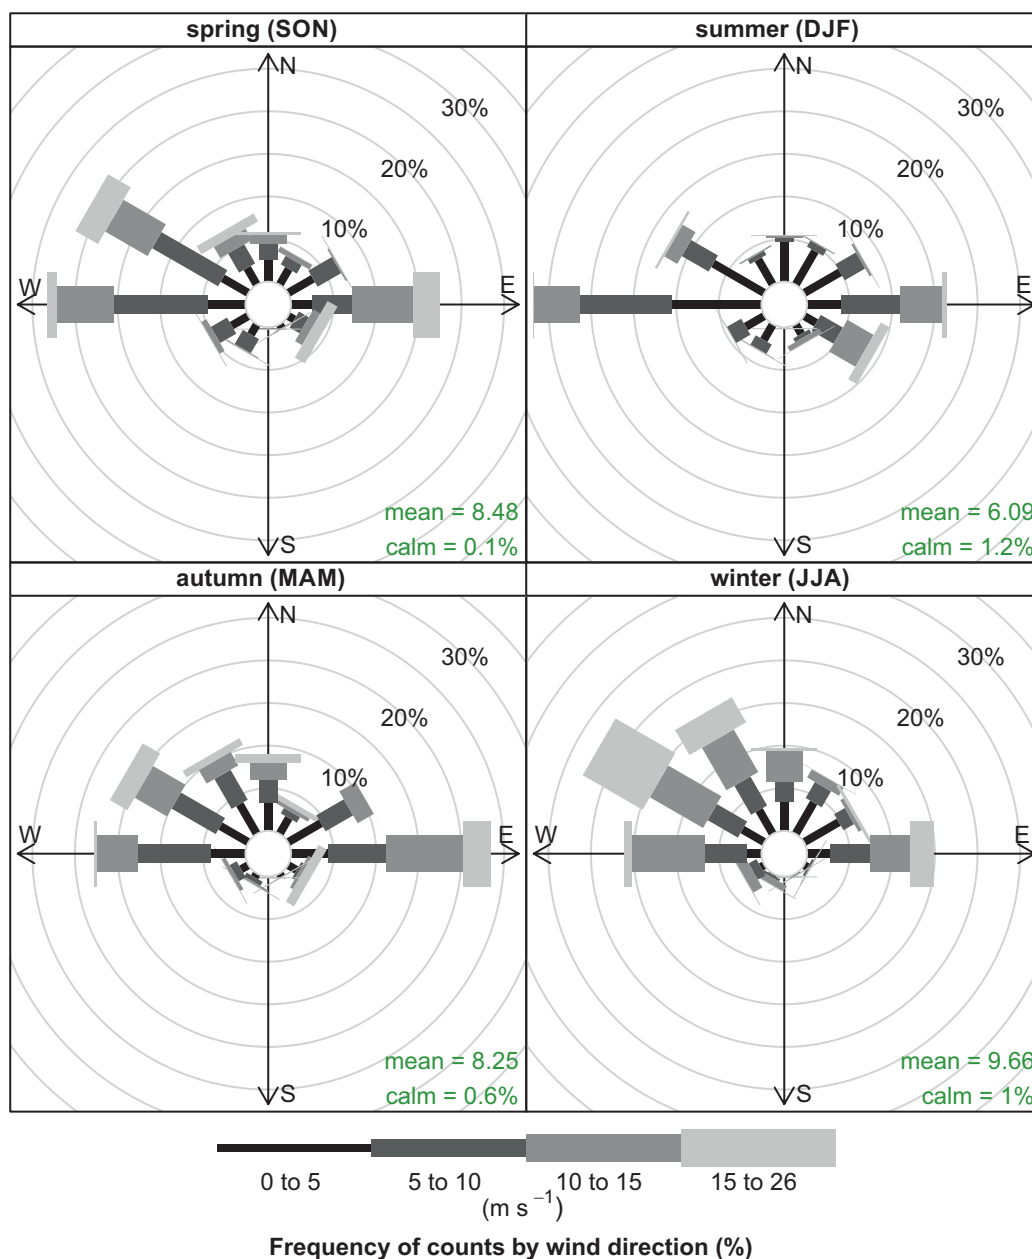 spring (SON)
summer (DJF)
N
30%
20%
10%
W
E
S
mean = 8.48
calm = 0.1%
N
30%
20%
10%
E
S
mean = 6.09
calm = 1.2%
autumn (MAM)
winter (JJA)
N
30%
20%
10%
W
E
S
mean = 8.25
calm = 0.6%
N
30%
20%
10%
W
E
S
mean = 9.66
calm = 1%
0 to 5 5 to 10 10 to 15 15 to 26
(m s −1)
Frequency of counts by wind direction (%)